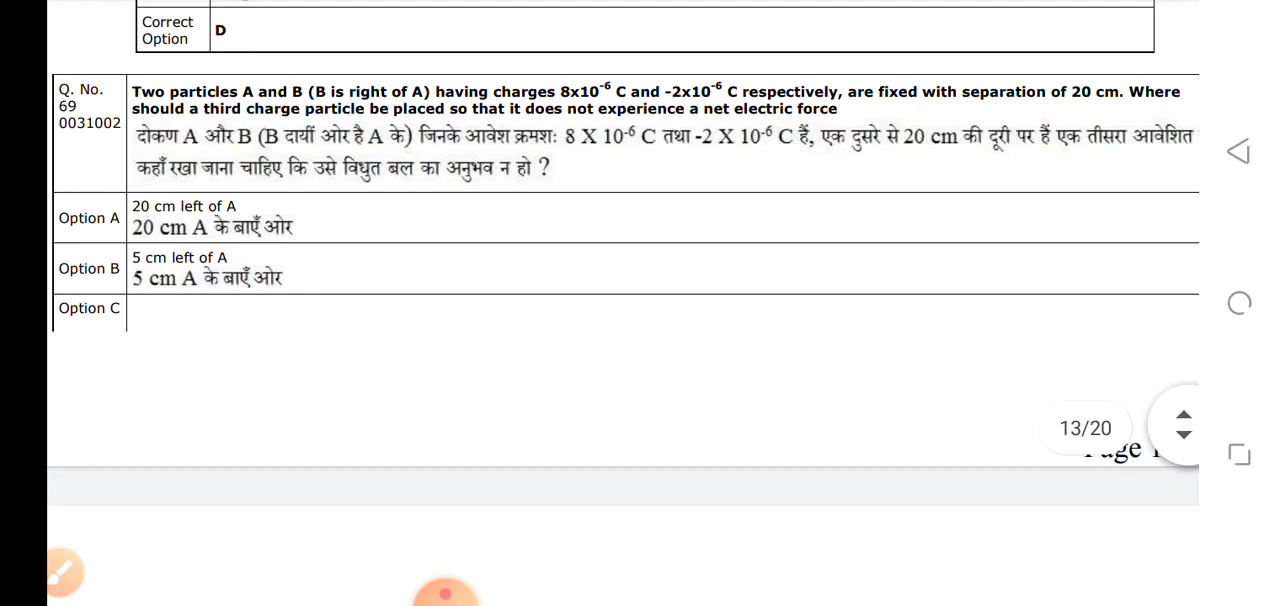 Correct Option
D
Q. No. 69 0031002
Two particles A and B (B is right of A) having charges 8x10⁻⁶ C and -2x10⁻⁶ C respectively, are fixed with separation of 20 cm. Where
should a third charge particle be placed so that it does not experience a net electric force
दोकण A और B (B दायीं ओर है A के) जिनके आवेश क्रमशः 8 X 10⁻⁶ C तथा -2 X 10⁻⁶ C हैं, एक दुसरे से 20 cm की दूरी पर हैं एक तीसरा आवेशित
कहाँ रखा जाना चाहिए कि उसे विधुत बल का अनुभव न हो ?
Option A
20 cm left of A
20 cm A के बाएँ ओर
Option B
5 cm left of A
5 cm A के बाएँ ओर
Option C
13/20